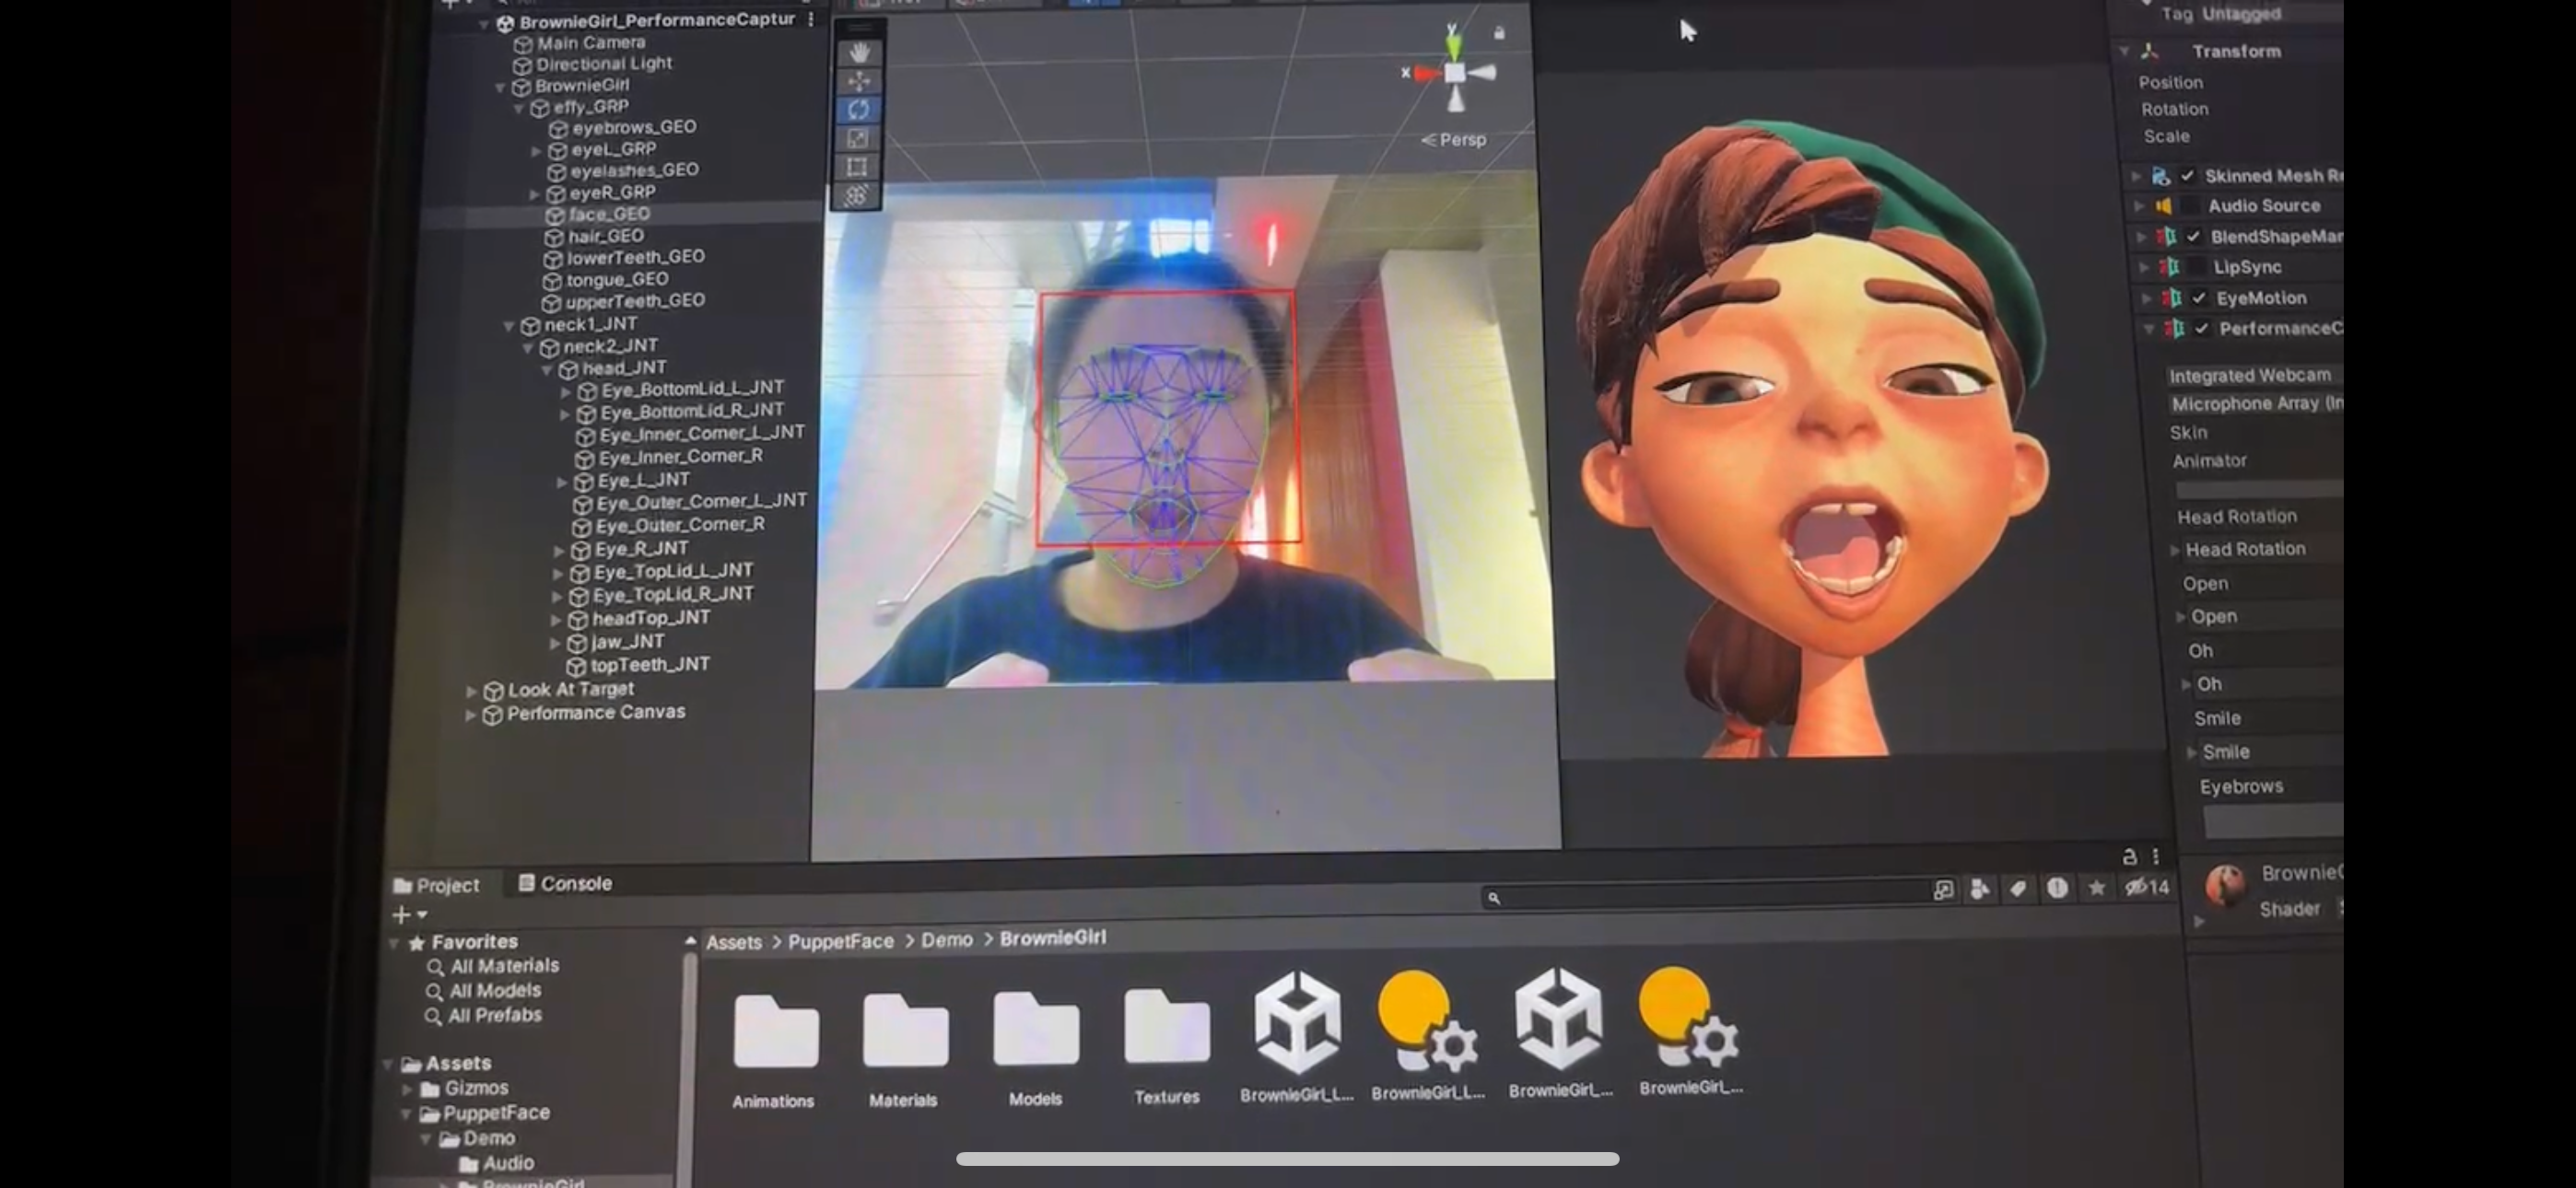 BrownieGirl_PerformanceCaptur
Main Camera
Directional Light
BrownieGirl
effy_GRP
eyebrows_GEO
eyeL_GRP
eyelashes_GEO
eyeR_GRP
face_GEO
hair_GEO
lowerTeeth_GEO
tongue_GEO
upperTeeth_GEO
neck1_JNT
neck2_JNT
head_JNT
Eye_BottomLid_L_JNT
Eye_BottomLid_R_JNT
Eye_Inner_Corner_L_JNT
Eye_Inner_Corner_R
Eye_L_JNT
Eye_Outer_Corner_L_JNT
Eye_Outer_Corner_R
Eye_R_JNT
Eye_TopLid_L_JNT
Eye_TopLid_R_JNT
headTop_JNT
jaw_JNT
topTeeth_JNT
Look At Target
Performance Canvas
y
x
Persp
Tag Untagged
Transform
Position
Rotation
Scale
Skinned Mesh Re
Audio Source
BlendShapeMan
LipSync
EyeMotion
PerformanceC
Integrated Webcam
Microphone Array (In
Skin
Animator
Head Rotation
Head Rotation
Open
Open
Oh
Oh
Smile
Smile
Eyebrows
BrownieG
Shader
Project
Console
14
Favorites
All Materials
All Models
All Prefabs
Assets
Gizmos
PuppetFace
Demo
Audio
BrownieGirl
Assets > PuppetFace > Demo > BrownieGirl
Animations
Materials
Models
Textures
BrownieGirl_L...
BrownieGirl_L...
BrownieGirl_...
BrownieGirl_...